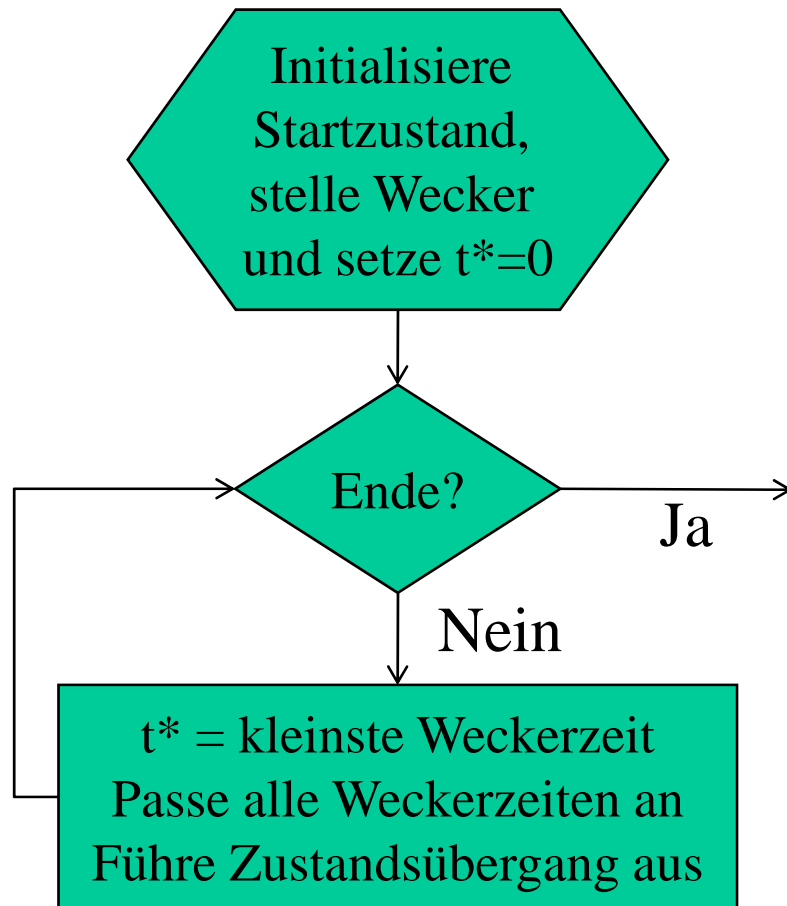 Initialisiere
Startzustand,
stelle Wecker
und setze t*=0
Ende?
Ja
Nein
t* = kleinste Weckerzeit
Passe alle Weckerzeiten an
Führe Zustandsübergang aus